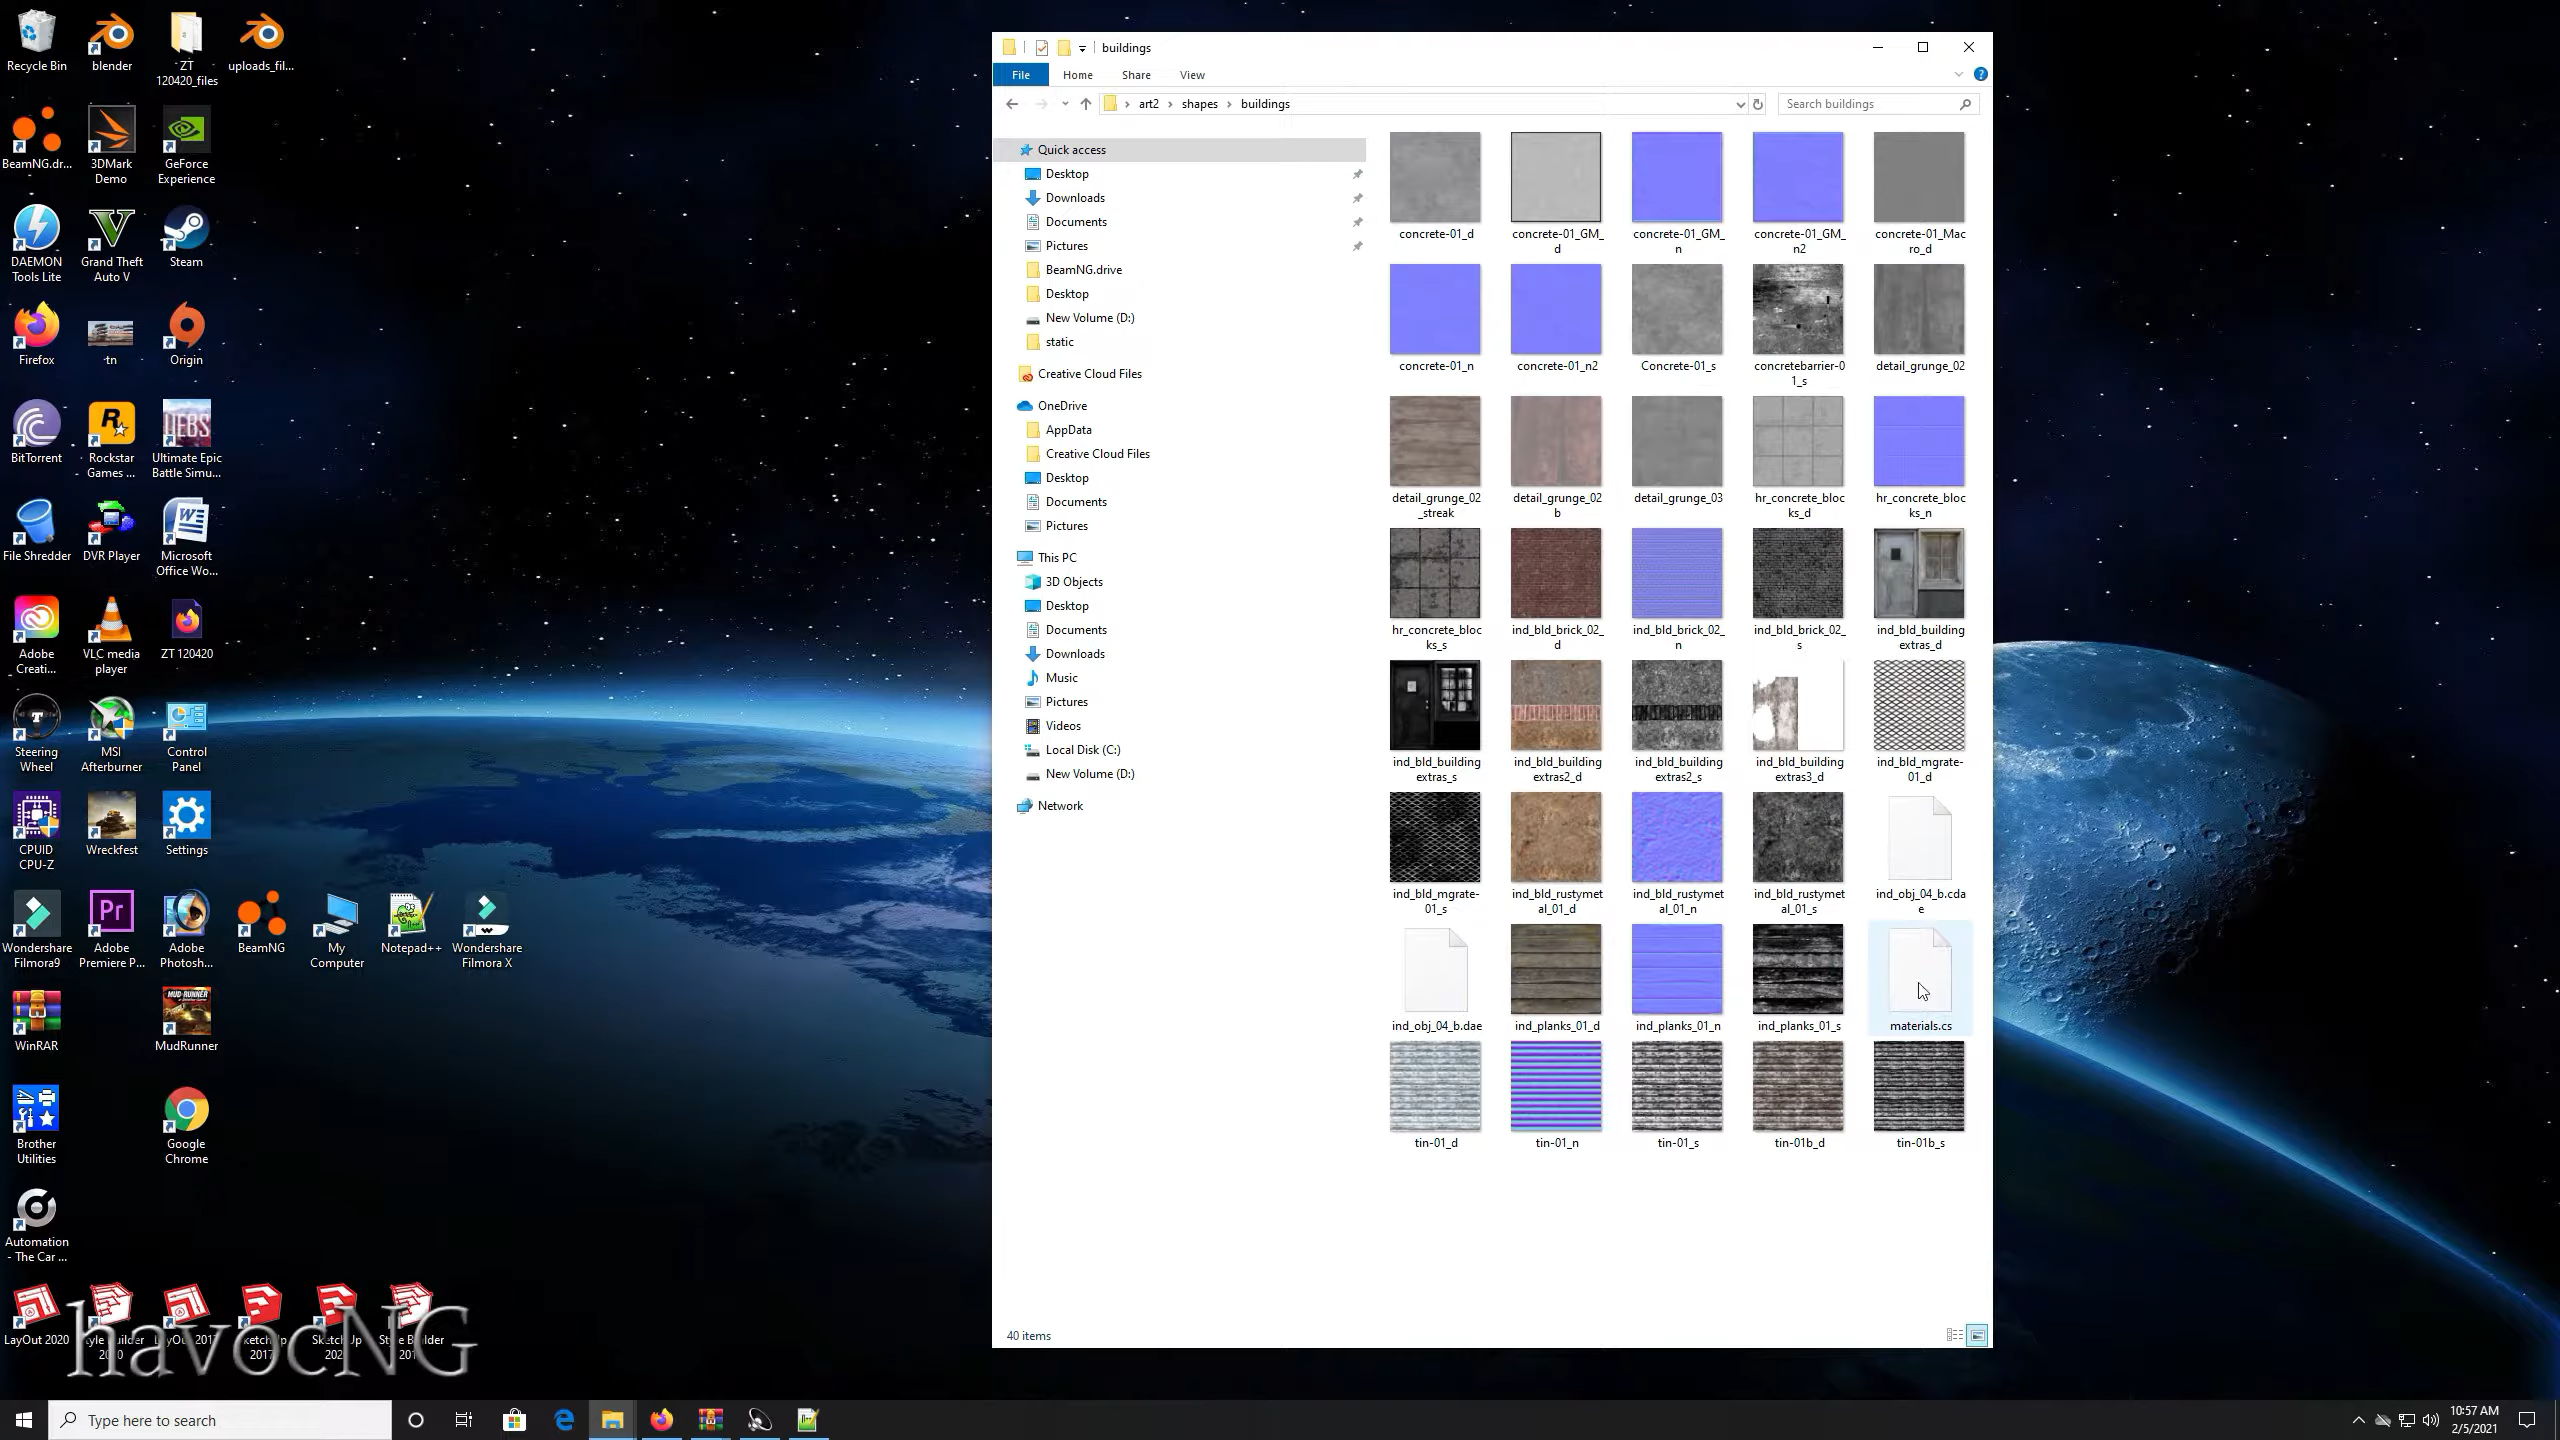 Recycle Bin
blender
ZT
120420_files
uploads_fil...
BeamNG.dr...
3DMark
Demo
GeForce
Experience
DAEMON
Tools Lite
Grand Theft
Auto V
Steam
Firefox
tn
Origin
BitTorrent
Rockstar
Games ...
UEBS
Ultimate Epic
Battle Simu...
File Shredder
DVR Player
Microsoft
Office Wo...
Adobe
Creati...
VLC media
player
ZT 120420
Steering
Wheel
MSI
Afterburner
Control
Panel
CPUID
CPU-Z
Wreckfest
Settings
Wondershare
Filmora9
Pr
Adobe
Premiere P...
Adobe
Photosh...
BeamNG
My
Computer
Notepad++
Wondershare
Filmora X
WinRAR
MUDRUNNER
MudRunner
Brother
Utilities
Google
Chrome
Automation
- The Car ...
LayOut 2020
havocNG
buildings
File
Home
Share
View
art2
shapes
buildings
Search buildings
Quick access
Desktop
Downloads
Documents
Pictures
BeamNG.drive
Desktop
New Volume (D:)
static
Creative Cloud Files
OneDrive
AppData
Creative Cloud Files
Desktop
Documents
Pictures
This PC
3D Objects
Desktop
Documents
Downloads
Music
Pictures
Videos
Local Disk (C:)
New Volume (D:)
Network
concrete-01_d
concrete-01_GM_
d
concrete-01_GM_
n
concrete-01_GM_
n2
concrete-01_Mac
ro_d
concrete-01_n
concrete-01_n2
Concrete-01_s
concretebarrier-0
1_s
detail_grunge_02
detail_grunge_02
_streak
detail_grunge_02
b
detail_grunge_03
hr_concrete_bloc
ks_d
hr_concrete_bloc
ks_n
hr_concrete_bloc
ks_s
ind_bld_brick_02_
d
ind_bld_brick_02_
n
ind_bld_brick_02_
s
ind_bld_building
extras_d
ind_bld_building
extras_s
ind_bld_building
extras2_d
ind_bld_building
extras2_s
ind_bld_building
extras3_d
ind_bld_mgrate-
01_d
ind_bld_mgrate-
01_s
ind_bld_rustymet
al_01_d
ind_bld_rustymet
al_01_n
ind_bld_rustymet
al_01_s
ind_obj_04_b.cda
e
ind_obj_04_b.dae
ind_planks_01_d
ind_planks_01_n
ind_planks_01_s
materials.cs
tin-01_d
tin-01_n
tin-01_s
tin-01b_d
tin-01b_s
40 items
Type here to search
10:57 AM
2/5/2021